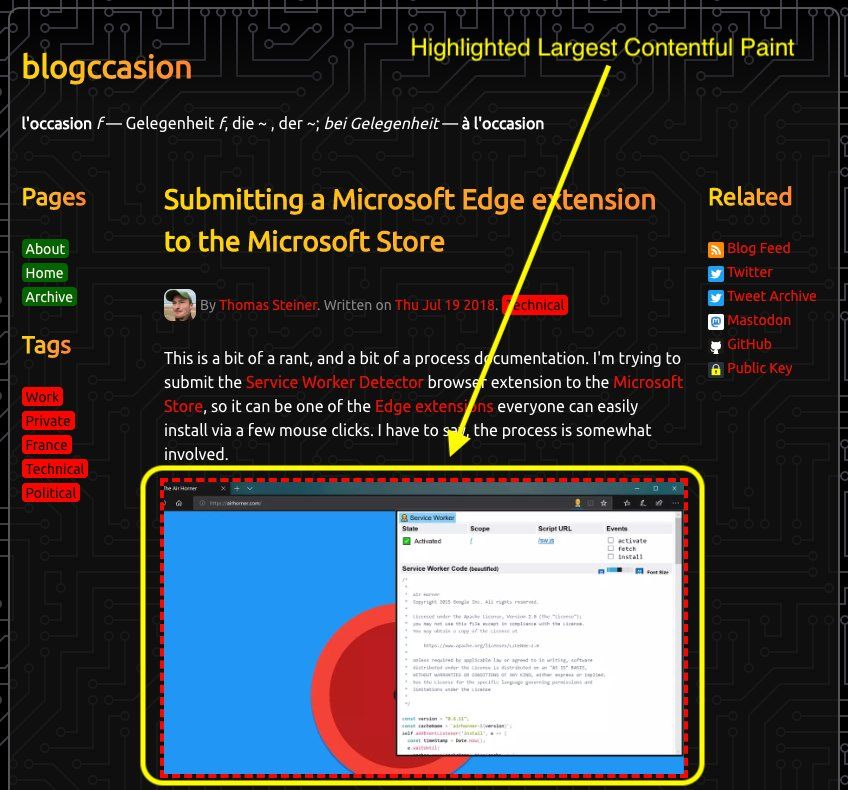 Highlighted Largest Contentful Paint
blogccasion
l'occasion f — Gelegenheit f, die ~ , der ~; bei Gelegenheit — à l'occasion
Pages
About
Home
Archive
Tags
Work
Private
France
Technical
Political
Submitting a Microsoft Edge extension
to the Microsoft Store
By Thomas Steiner. Written on Thu Jul 19 2018. Technical
This is a bit of a rant, and a bit of a process documentation. I'm trying to
submit the Service Worker Detector browser extension to the Microsoft
Store, so it can be one of the Edge extensions everyone can easily
install via a few mouse clicks. I have to say, the process is somewhat
involved.
The Air Horner
https://airhorner.com/
Service Worker
State Scope Script URL Events
Activated / /sw.js activate
fetch
install
Service Worker Code (beautified) Font Size
/*
*
* Air Horner
* Copyright 2015 Google Inc. All rights reserved.
*
* Licensed under the Apache License, Version 2.0 (the "License");
* you may not use this file except in compliance with the License.
* You may obtain a copy of the License at
*
* https://www.apache.org/licenses/LICENSE-2.0
*
* Unless required by applicable law or agreed to in writing, software
* distributed under the License is distributed on an "AS IS" BASIS,
* WITHOUT WARRANTIES OR CONDITIONS OF ANY KIND, either express or implied.
* See the License for the specific language governing permissions and
* limitations under the License
*
*/
const version = "0.6.11";
const cacheName = `airhorner-${version}`;
self.addEventListener('install', e => {
const timeStamp = Date.now();
e.waitUntil(
Related
Blog Feed
Twitter
Tweet Archive
Mastodon
GitHub
Public Key